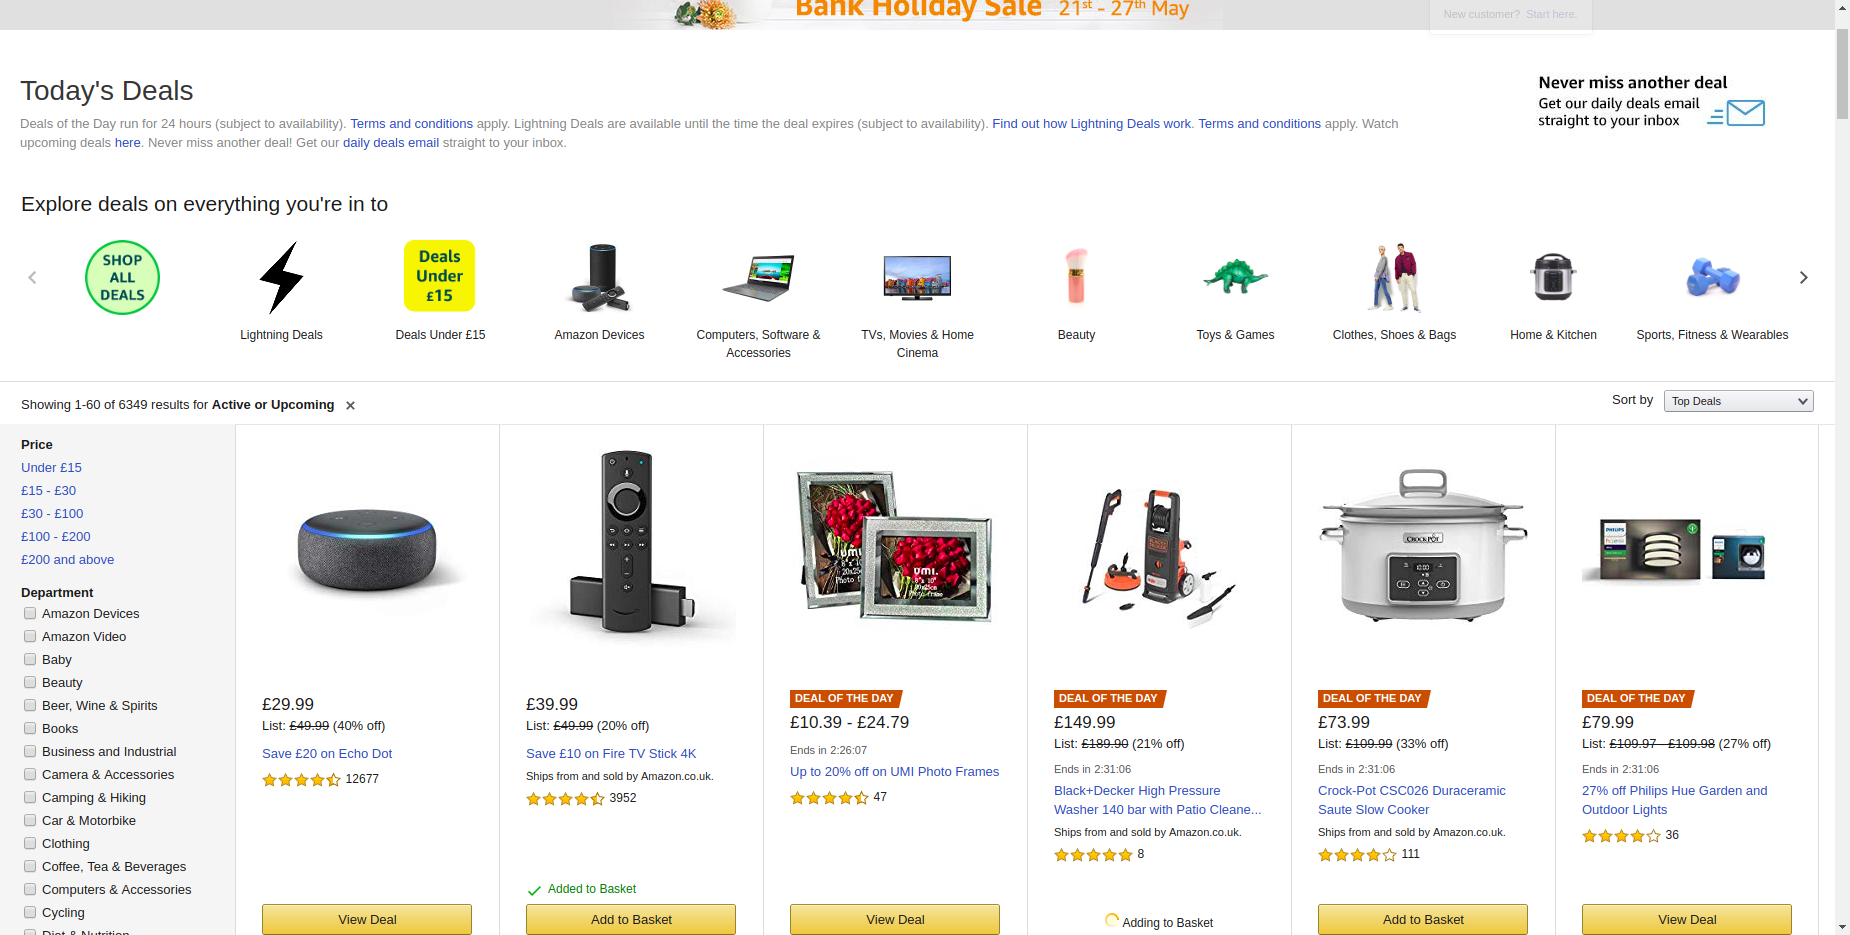 Bank Holiday Sale 21st - 27th May
New customer? Start here.
Today's Deals
Deals of the Day run for 24 hours (subject to availability). Terms and conditions apply. Lightning Deals are available until the time the deal expires (subject to availability). Find out how Lightning Deals work. Terms and conditions apply. Watch
upcoming deals here. Never miss another deal! Get our daily deals email straight to your inbox.
Never miss another deal
Get our daily deals email
straight to your inbox
Explore deals on everything you're in to
SHOP
ALL
DEALS
Deals
Under
£15
Lightning Deals
Deals Under £15
Amazon Devices
Computers, Software &
Accessories
TVs, Movies & Home
Cinema
Beauty
Toys & Games
Clothes, Shoes & Bags
Home & Kitchen
Sports, Fitness & Wearables
Showing 1-60 of 6349 results for Active or Upcoming
Sort by
Top Deals
Price
Under £15
£15 - £30
£30 - £100
£100 - £200
£200 and above
Department
Amazon Devices
Amazon Video
Baby
Beauty
Beer, Wine & Spirits
Books
Business and Industrial
Camera & Accessories
Camping & Hiking
Car & Motorbike
Clothing
Coffee, Tea & Beverages
Computers & Accessories
Cycling
Diet & Nutrition
£29.99
List: £49.99 (40% off)
Save £20 on Echo Dot
12677
View Deal
£39.99
List: £49.99 (20% off)
Save £10 on Fire TV Stick 4K
Ships from and sold by Amazon.co.uk.
3952
Added to Basket
Add to Basket
umi.
8"x 10"
20x25cm
Photo frame
DEAL OF THE DAY
£10.39 - £24.79
Ends in 2:26:07
Up to 20% off on UMI Photo Frames
47
View Deal
DEAL OF THE DAY
£149.99
List: £189.90 (21% off)
Ends in 2:31:06
Black+Decker High Pressure
Washer 140 bar with Patio Cleane...
Ships from and sold by Amazon.co.uk.
8
Adding to Basket
CROCK·POT
DEAL OF THE DAY
£73.99
List: £109.99 (33% off)
Ends in 2:31:06
Crock-Pot CSC026 Duraceramic
Saute Slow Cooker
Ships from and sold by Amazon.co.uk.
111
Add to Basket
PHILIPS
DEAL OF THE DAY
£79.99
List: £109.97 - £109.98 (27% off)
Ends in 2:31:06
27% off Philips Hue Garden and
Outdoor Lights
36
View Deal